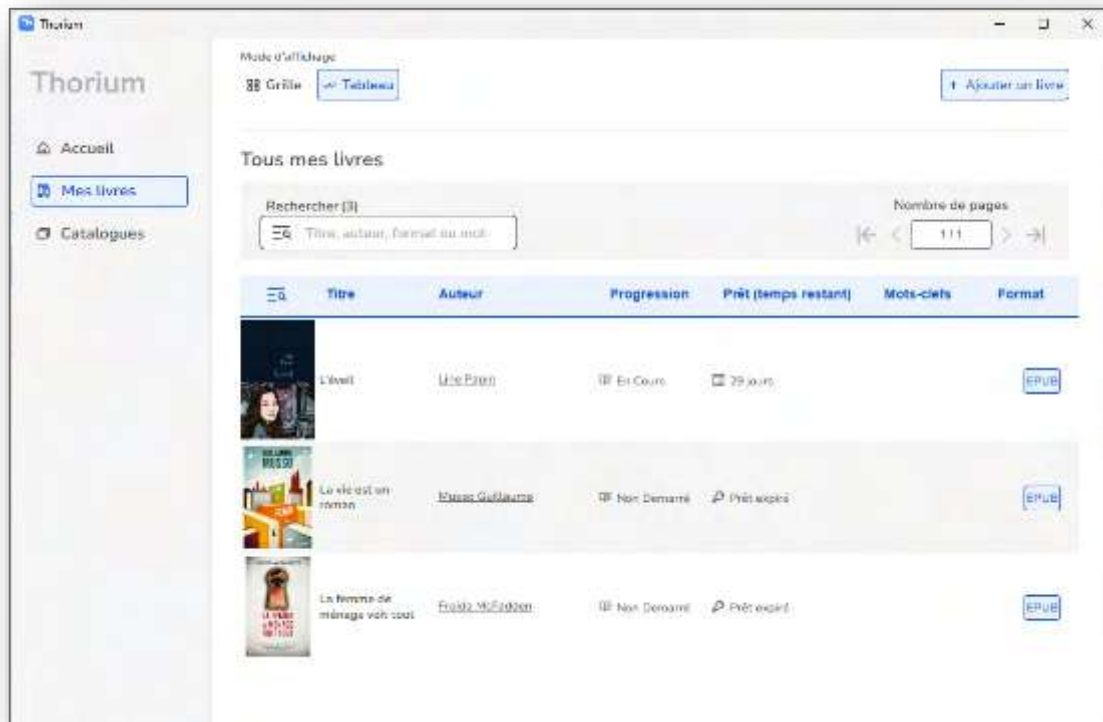 Thorium
Thorium
Accueil
Mes livres
Catalogues
Mode d'affichage
Grille
Tableau
+ Ajouter un livre
Tous mes livres
Rechercher (3)
Titre, auteur, format ou mot-
Nombre de pages
1 / 1
Titre Auteur Progression Prêt (temps restant) Mots-clefs Format
L'éveil
Line Papin
En Cours
29 jours
EPUB
MUSSO
La vie est un
roman
Musso Guillaume
Non Demarré
Prêt expiré
EPUB
La femme de
ménage voit tout
Freida McFadden
Non Demarré
Prêt expiré
EPUB